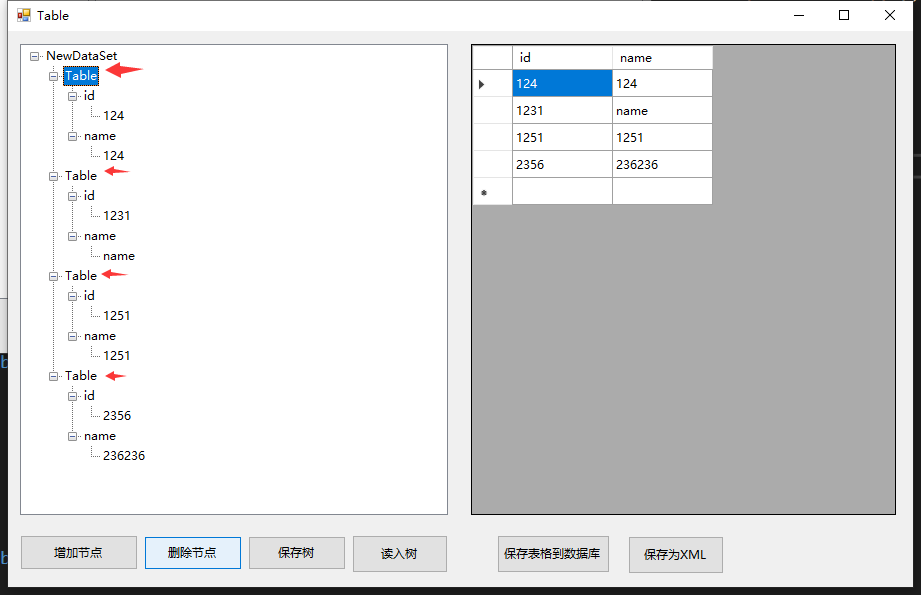 Table
NewDataSet
Table
id
124
name
124
Table
id
1231
name
name
Table
id
1251
name
1251
Table
id
2356
name
236236
id name
124 124
1231 name
1251 1251
2356 236236
增加节点 删除节点 保存树 读入树 保存表格到数据库 保存为XML